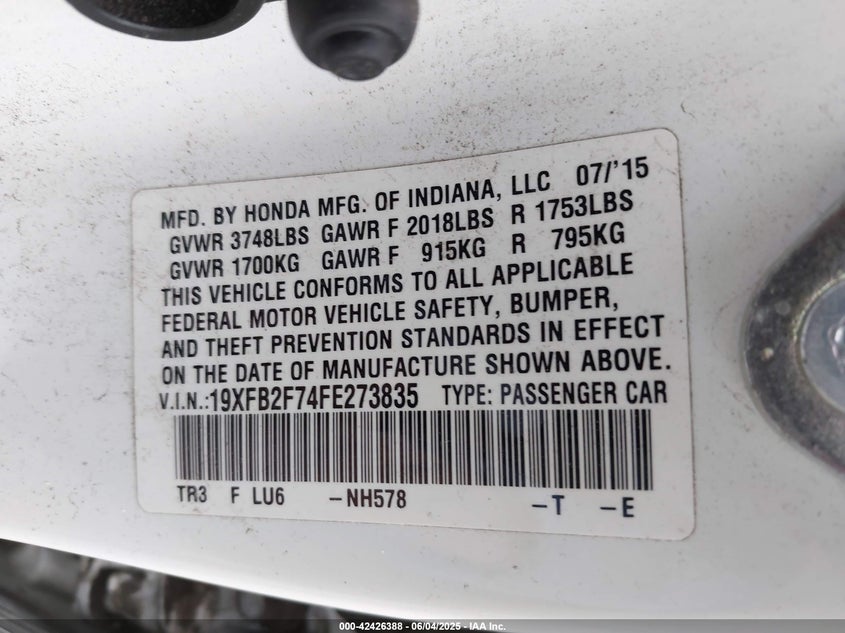 MFD. BY HONDA MFG. OF INDIANA, LLC 07/'15
GVWR 3748LBS GAWR F 2018LBS R 1753LBS
GVWR 1700KG GAWR F 915KG R 795KG
THIS VEHICLE CONFORMS TO ALL APPLICABLE
FEDERAL MOTOR VEHICLE SAFETY, BUMPER,
AND THEFT PREVENTION STANDARDS IN EFFECT
ON THE DATE OF MANUFACTURE SHOWN ABOVE.
V.I.N.:19XFB2F74FE273835 TYPE: PASSENGER CAR
TR3 F LU6 -NH578 -T -E
000-42426388 - 06/04/2025 - IAA Inc.